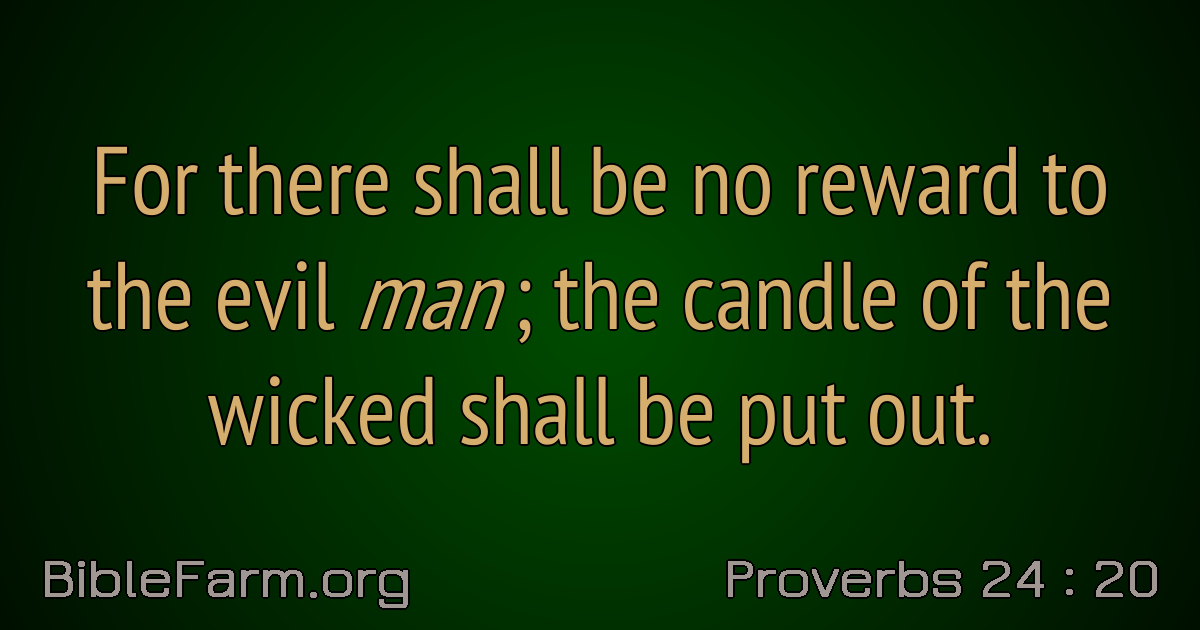 For there shall be no reward to
the evil man; the candle of the
wicked shall be put out.
BibleFarm.org
Proverbs 24 : 20